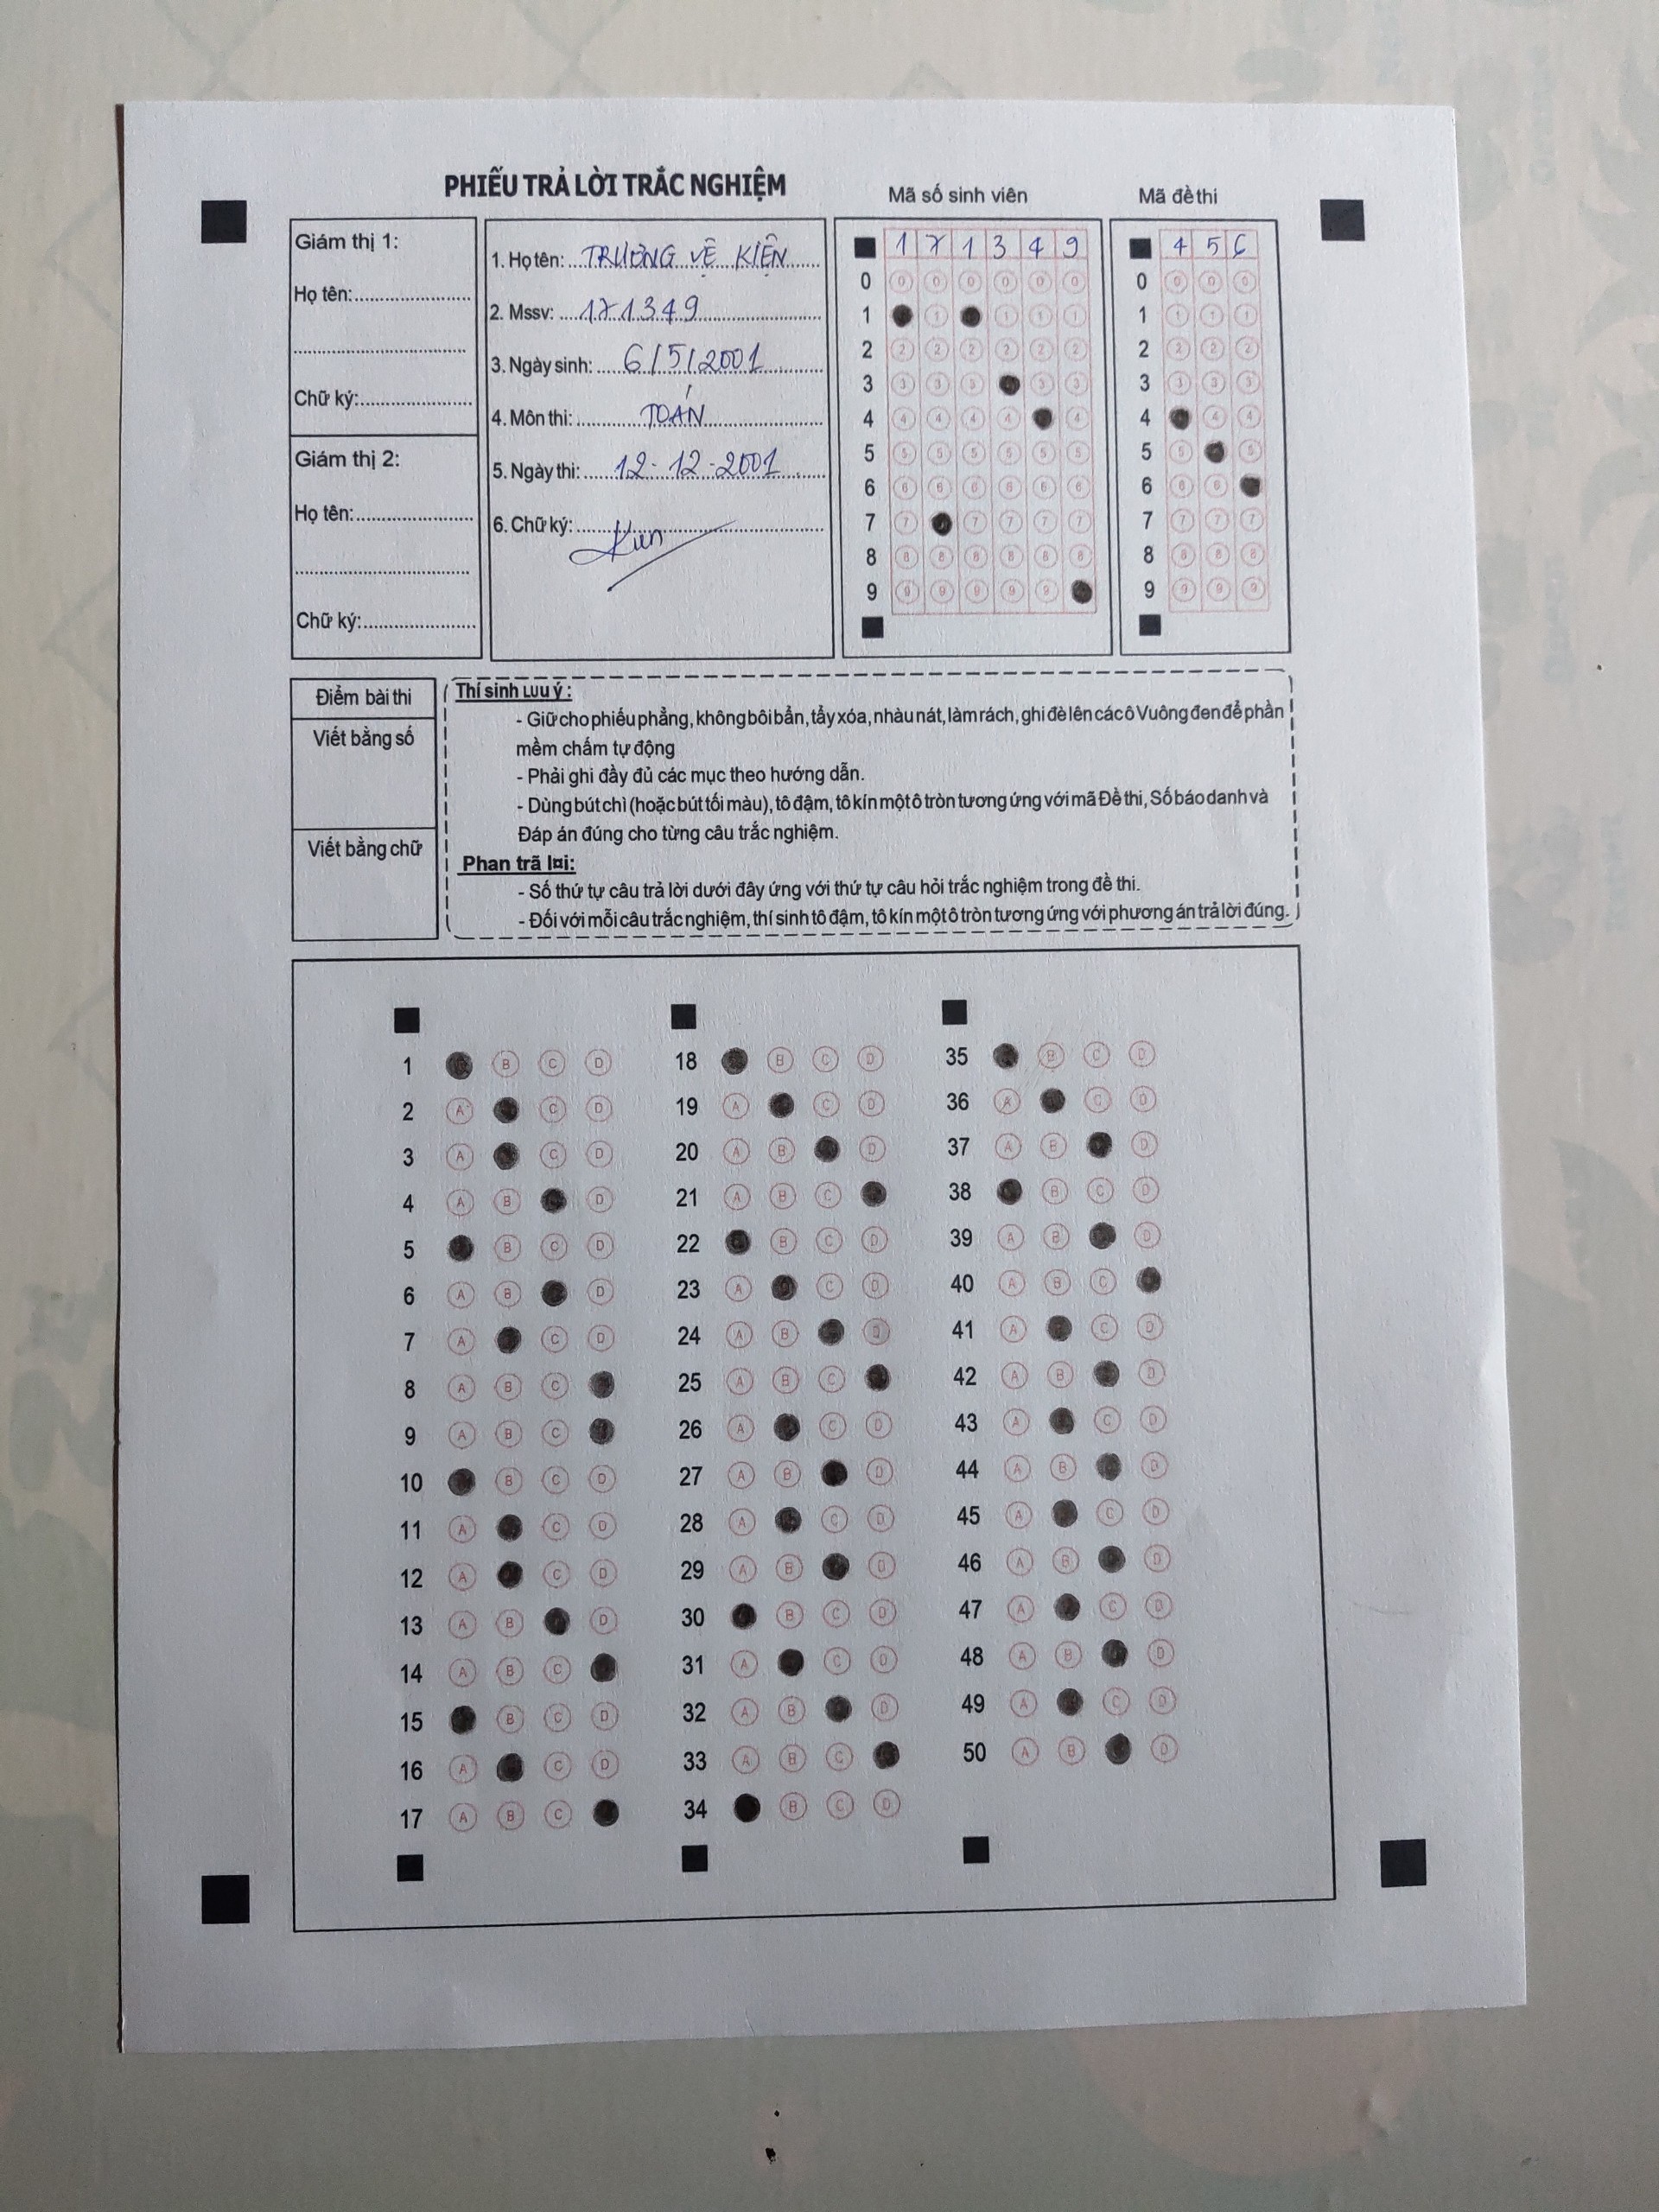 PHIẾU TRẢ LỜI TRẮC NGHIỆM
Mã số sinh viên
Mã đề thi
Giám thị 1:
Họ tên:
Chữ ký:
Giám thị 2:
Họ tên:
Chữ ký:
1. Họ tên: TRƯƠNG VỆ KIỆN
2. Mssv: 171349
3. Ngày sinh: 6/5/2001
4. Môn thi: TOÁN
5. Ngày thi: 12-12-2001
6. Chữ ký: Kiện
1 7 1 3 4 9
4 5 6
0 0 0 0 0 0 0
1 1 1 1 1
2 2 2 2 2 2 2
3 3 3 3 3 3
4 4 4 4 4 4
5 5 5 5 5 5 5
6 6 6 6 6 6 6
7 7 7 7 7 7
8 8 8 8 8 8 8
9 9 9 9 9 9
0 0 0 0
1 1 1 1
2 2 2 2
3 3 3 3
4 4 4
5 5 5
6 6 6
7 7 7 7
8 8 8 8
9 9 9 9
Điểm bài thi
Viết bằng số
Viết bằng chữ
Thí sinh Lưu ý :
- Giữ cho phiếu phẳng, không bôi bẩn, tẩy xóa, nhàu nát, làm rách, ghi đè lên các ô Vuông đen để phần
mềm chấm tự động
- Phải ghi đầy đủ các mục theo hướng dẫn.
- Dùng bút chì (hoặc bút tối màu), tô đậm, tô kín một ô tròn tương ứng với mã Đề thi, Số báo danh và
Đáp án đúng cho từng câu trắc nghiệm.
Phan trã l¤i:
- Số thứ tự câu trả lời dưới đây ứng với thứ tự câu hỏi trắc nghiệm trong đề thi.
- Đối với mỗi câu trắc nghiệm, thí sinh tô đậm, tô kín một ô tròn tương ứng với phương án trả lời đúng.
1 B C D
2 A C D
3 A C D
4 A B D
5 B C D
6 A B D
7 A C D
8 A B C
9 A B C
10 B C D
11 A C D
12 A C D
13 A B D
14 A B C
15 B C D
16 A C D
17 A B C
18 B C D
19 A C D
20 A B D
21 A B C
22 B C D
23 A C D
24 A B D
25 A B C
26 A C D
27 A B D
28 A C D
29 A B D
30 B C D
31 A C D
32 A B D
33 A B C
34 B C D
35 B C D
36 A C D
37 A B D
38 B C D
39 A B D
40 A B C
41 A C D
42 A B D
43 A C D
44 A B D
45 A C D
46 A B D
47 A C D
48 A B D
49 A C D
50 A B D